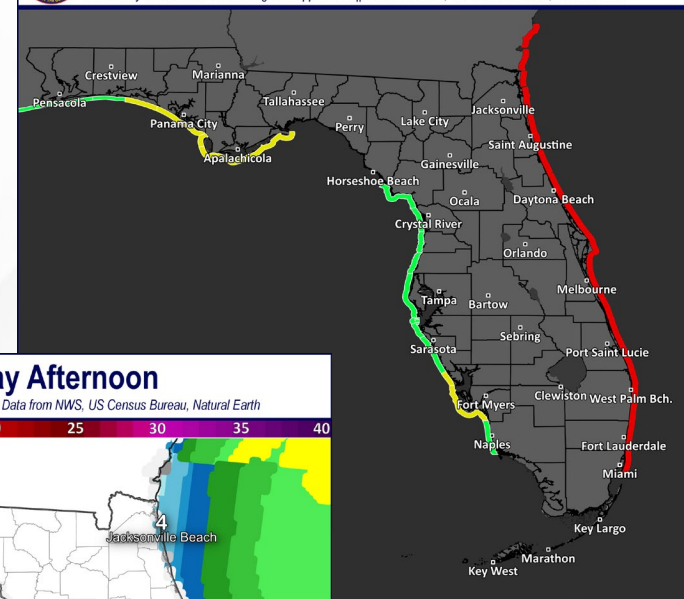 Crestview
Marianna
Pensacola
Tallahassee
Panama City
Jacksonville
Perry
Lake City
Apalachicola
Saint Augustine
Gainesville
Horseshoe Beach
Ocala
Daytona Beach
Crystal River
Orlando
Melbourne
Tampa
Bartow
Sebring
Sarasota
Port Saint Lucie
Clewiston
West Palm Bch.
Fort Myers
Naples
Fort Lauderdale
Miami
Key Largo
Marathon
Key West
y Afternoon
Data from NWS, US Census Bureau, Natural Earth
25 30 35 40
4
Jacksonville Beach